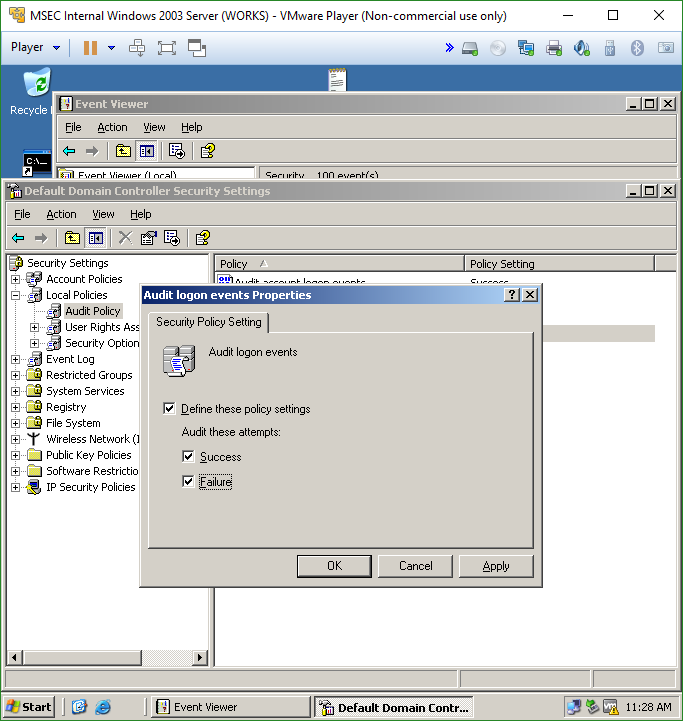 MSEC Internal Windows 2003 Server (WORKS) - VMware Player (Non-commercial use only)
Player
Recycle
C:\
Event Viewer
File Action View Help
Event Viewer (Local)
Security 100 event(s)
Default Domain Controller Security Settings
File Action View Help
Security Settings
Account Policies
Local Policies
Audit Policy
User Rights Ass
Security Option
Event Log
Restricted Groups
System Services
Registry
File System
Wireless Network (I
Public Key Policies
Software Restrictio
IP Security Policies
Policy Policy Setting
Audit account logon events Success
Audit logon events Properties
Security Policy Setting
Audit logon events
Define these policy settings
Audit these attempts:
Success
Failure
OK Cancel Apply
Start Event Viewer Default Domain Contr... 11:28 AM